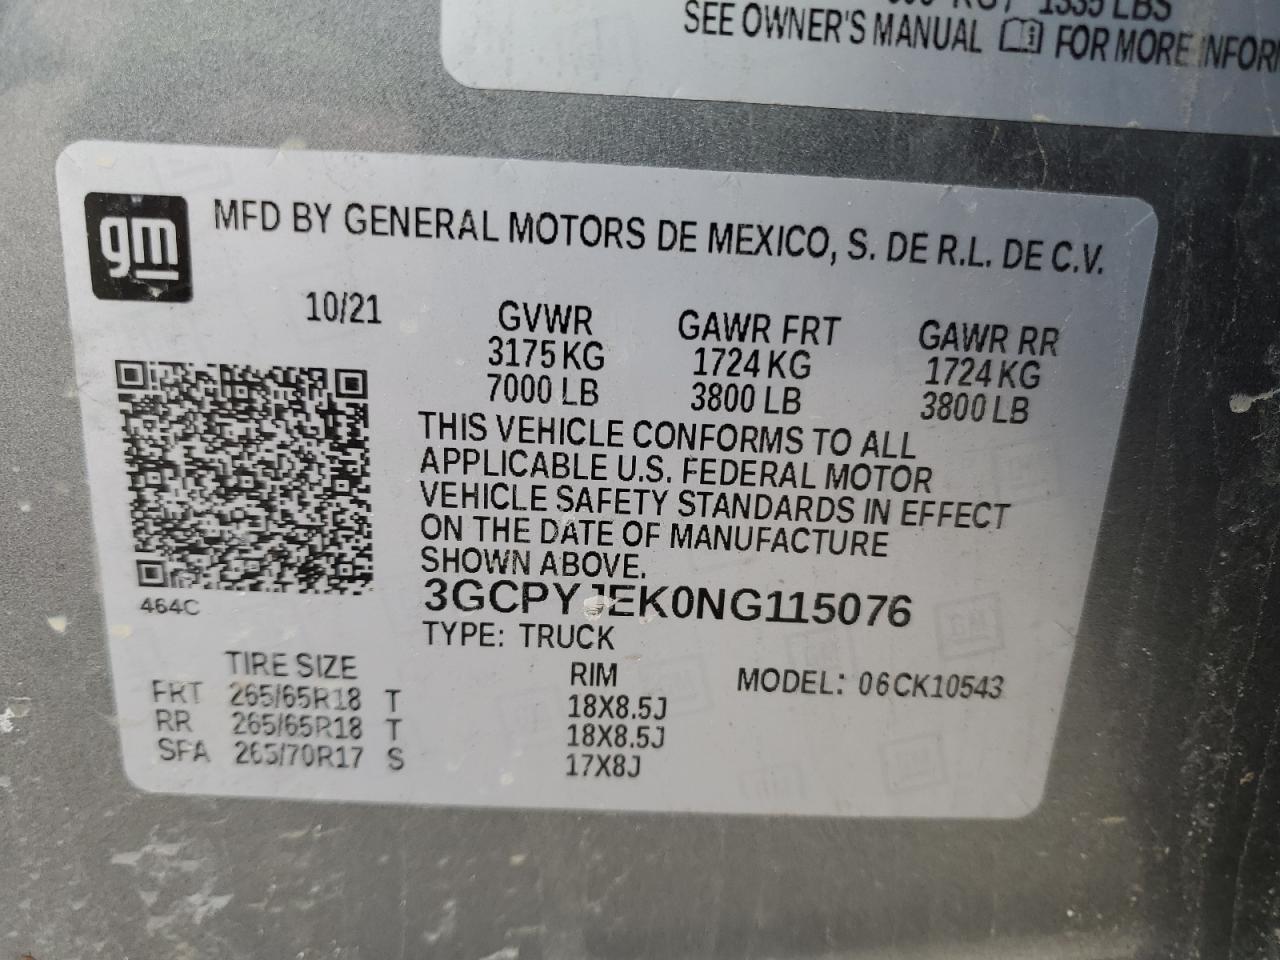 1335 LBS
SEE OWNER'S MANUAL FOR MORE INFORM
gm
MFD BY GENERAL MOTORS DE MEXICO, S. DE R.L. DE C.V.
10/21 GVWR GAWR FRT GAWR RR
3175 KG 1724 KG 1724 KG
7000 LB 3800 LB 3800 LB
THIS VEHICLE CONFORMS TO ALL
APPLICABLE U.S. FEDERAL MOTOR
VEHICLE SAFETY STANDARDS IN EFFECT
ON THE DATE OF MANUFACTURE
SHOWN ABOVE.
464C
3GCPYJEK0NG115076
TYPE: TRUCK
TIRE SIZE RIM MODEL: 06CK10543
FRT 265/65R18 T 18X8.5J
RR 265/65R18 T 18X8.5J
SFA 265/70R17 S 17X8J